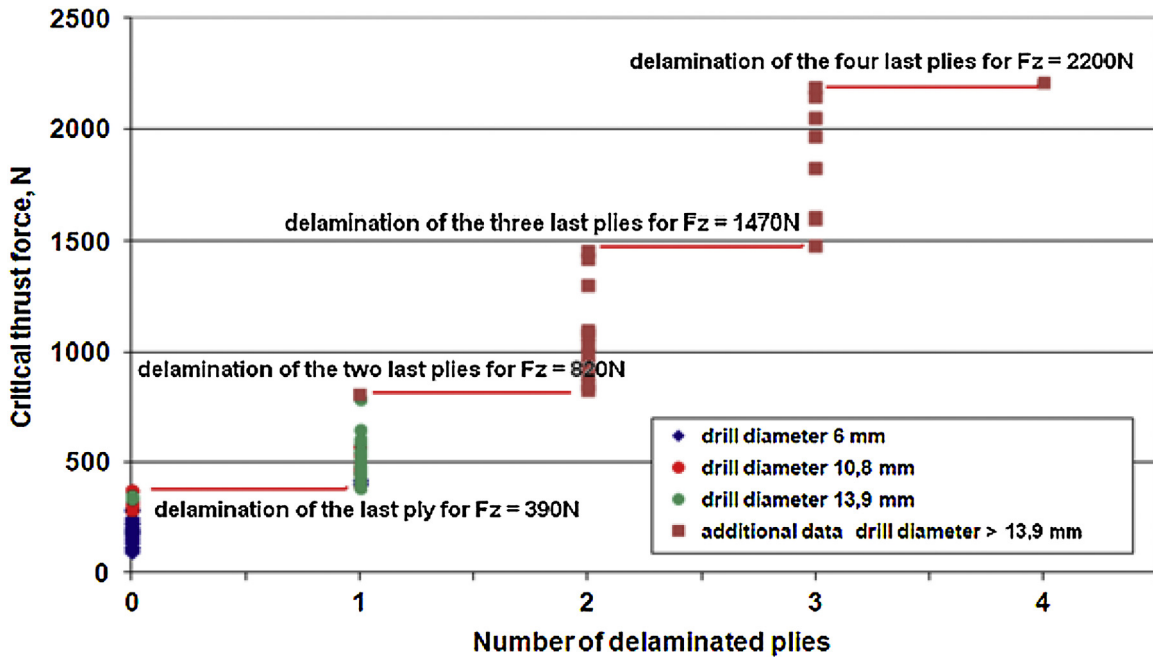 2500
2000
1500
1000
500
0
Critical thrust force, N
delamination of the four last plies for Fz = 2200N
delamination of the three last plies for Fz = 1470N
delamination of the two last plies for Fz = 820N
delamination of the last ply for Fz = 390N
drill diameter 6 mm
drill diameter 10,8 mm
drill diameter 13,9 mm
additional data drill diameter > 13,9 mm
0 1 2 3 4
Number of delaminated plies